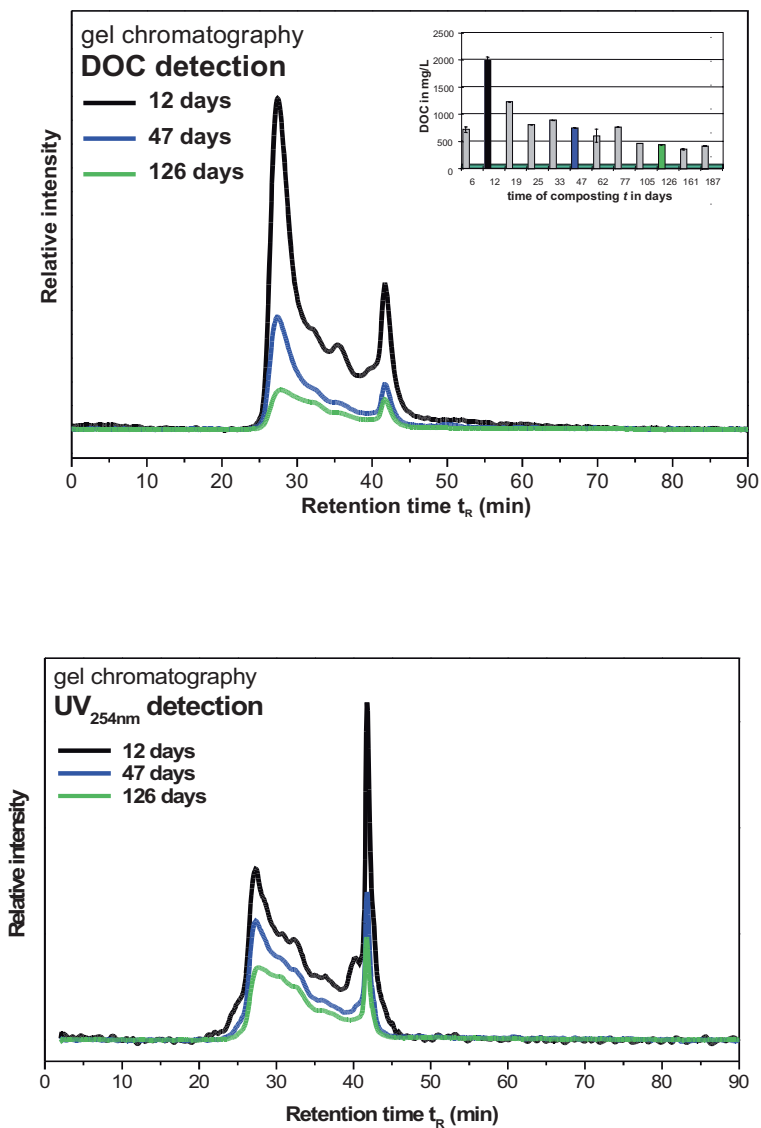 gel chromatography
DOC detection
12 days
47 days
126 days
Relative intensity
DOC in mg/L
2500
2000
1500
1000
500
0
6 12 19 25 33 47 62 77 105 126 161 187
time of composting t in days
0 10 20 30 40 50 60 70 80 90
Retention time tR (min)
gel chromatography
UV254nm detection
12 days
47 days
126 days
Relative intensity
0 10 20 30 40 50 60 70 80 90
Retention time tR (min)